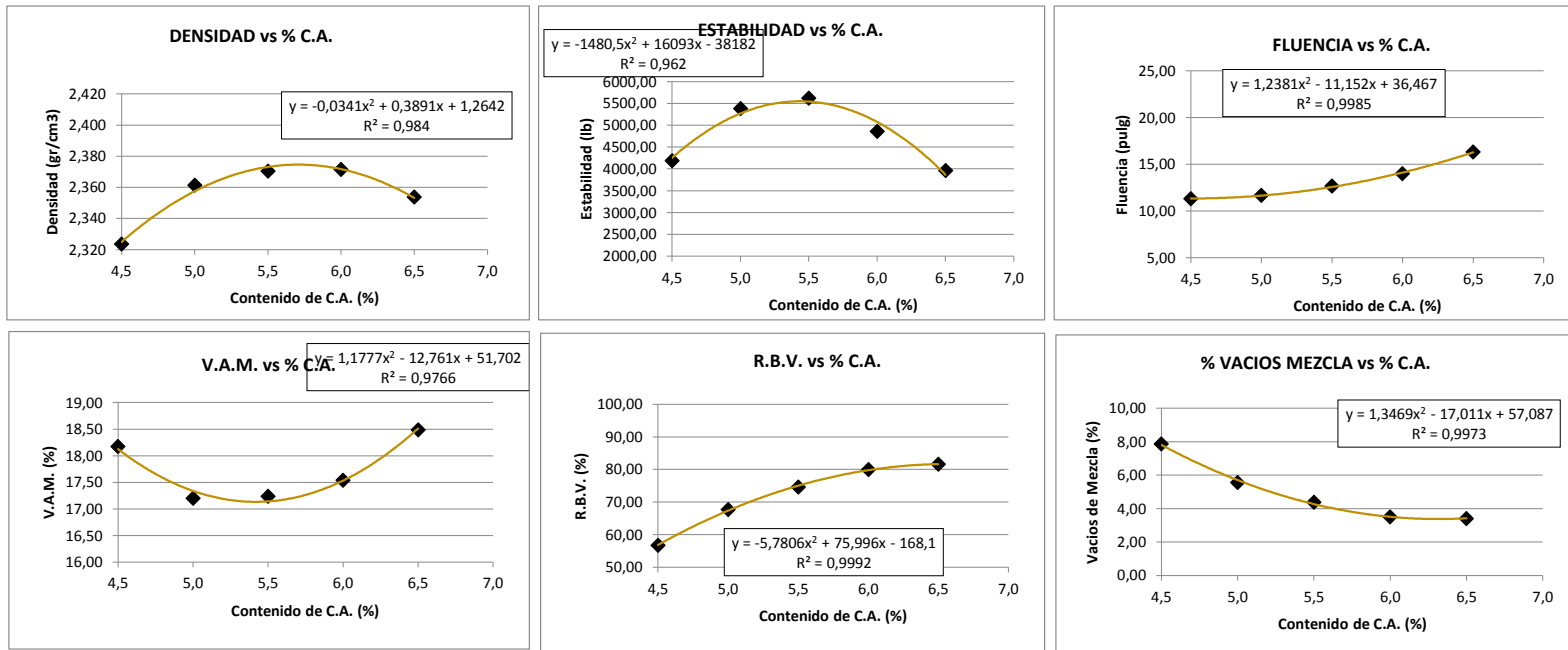 DENSIDAD vs % C.A.
y = -0,0341x² + 0,3891x + 1,2642
R² = 0,984
Densidad (gr/cm3)
2,420
2,400
2,380
2,360
2,340
2,320
4,5 5,0 5,5 6,0 6,5 7,0
Contenido de C.A. (%)
ESTABILIDAD vs % C.A.
y = -1480,5x² + 16093x - 38182
R² = 0,962
Estabilidad (lb)
6000,00
5500,00
5000,00
4500,00
4000,00
3500,00
3000,00
2500,00
2000,00
4,5 5,0 5,5 6,0 6,5 7,0
Contenido de C.A. (%)
FLUENCIA vs % C.A.
y = 1,2381x² - 11,152x + 36,467
R² = 0,9985
Fluencia (pulg)
25,00
20,00
15,00
10,00
5,00
4,5 5,0 5,5 6,0 6,5 7,0
Contenido de C.A. (%)
V.A.M. vs % C.A.
y = 1,1777x² - 12,761x + 51,702
R² = 0,9766
V.A.M. (%)
19,00
18,50
18,00
17,50
17,00
16,50
16,00
4,5 5,0 5,5 6,0 6,5 7,0
Contenido de C.A. (%)
R.B.V. vs % C.A.
R.B.V. (%)
100,00
90,00
80,00
70,00
60,00
50,00
y = -5,7806x² + 75,996x - 168,1
R² = 0,9992
4,5 5,0 5,5 6,0 6,5 7,0
Contenido de C.A. (%)
% VACIOS MEZCLA vs % C.A.
y = 1,3469x² - 17,011x + 57,087
R² = 0,9973
Vacios de Mezcla (%)
10,00
8,00
6,00
4,00
2,00
0,00
4,5 5,0 5,5 6,0 6,5 7,0
Contenido de C.A. (%)